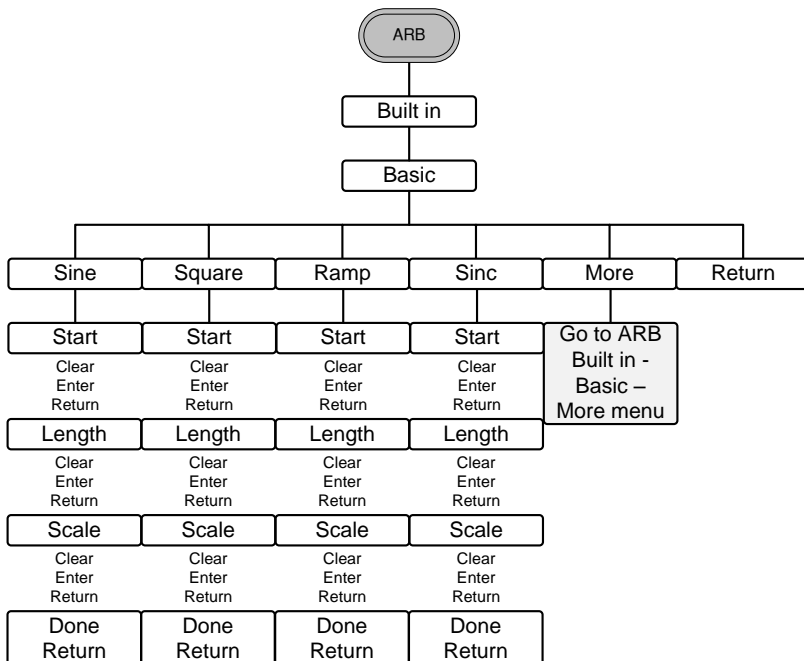 ARB
Built in
Basic
Sine Square Ramp Sinc More Return
Start Start Start Start Go to ARB
Built in -
Basic –
More menu
Clear Clear Clear Clear
Enter Enter Enter Enter
Return Return Return Return
Length Length Length Length
Clear Clear Clear Clear
Enter Enter Enter Enter
Return Return Return Return
Scale Scale Scale Scale
Clear Clear Clear Clear
Enter Enter Enter Enter
Return Return Return Return
Done Done Done Done
Return Return Return Return